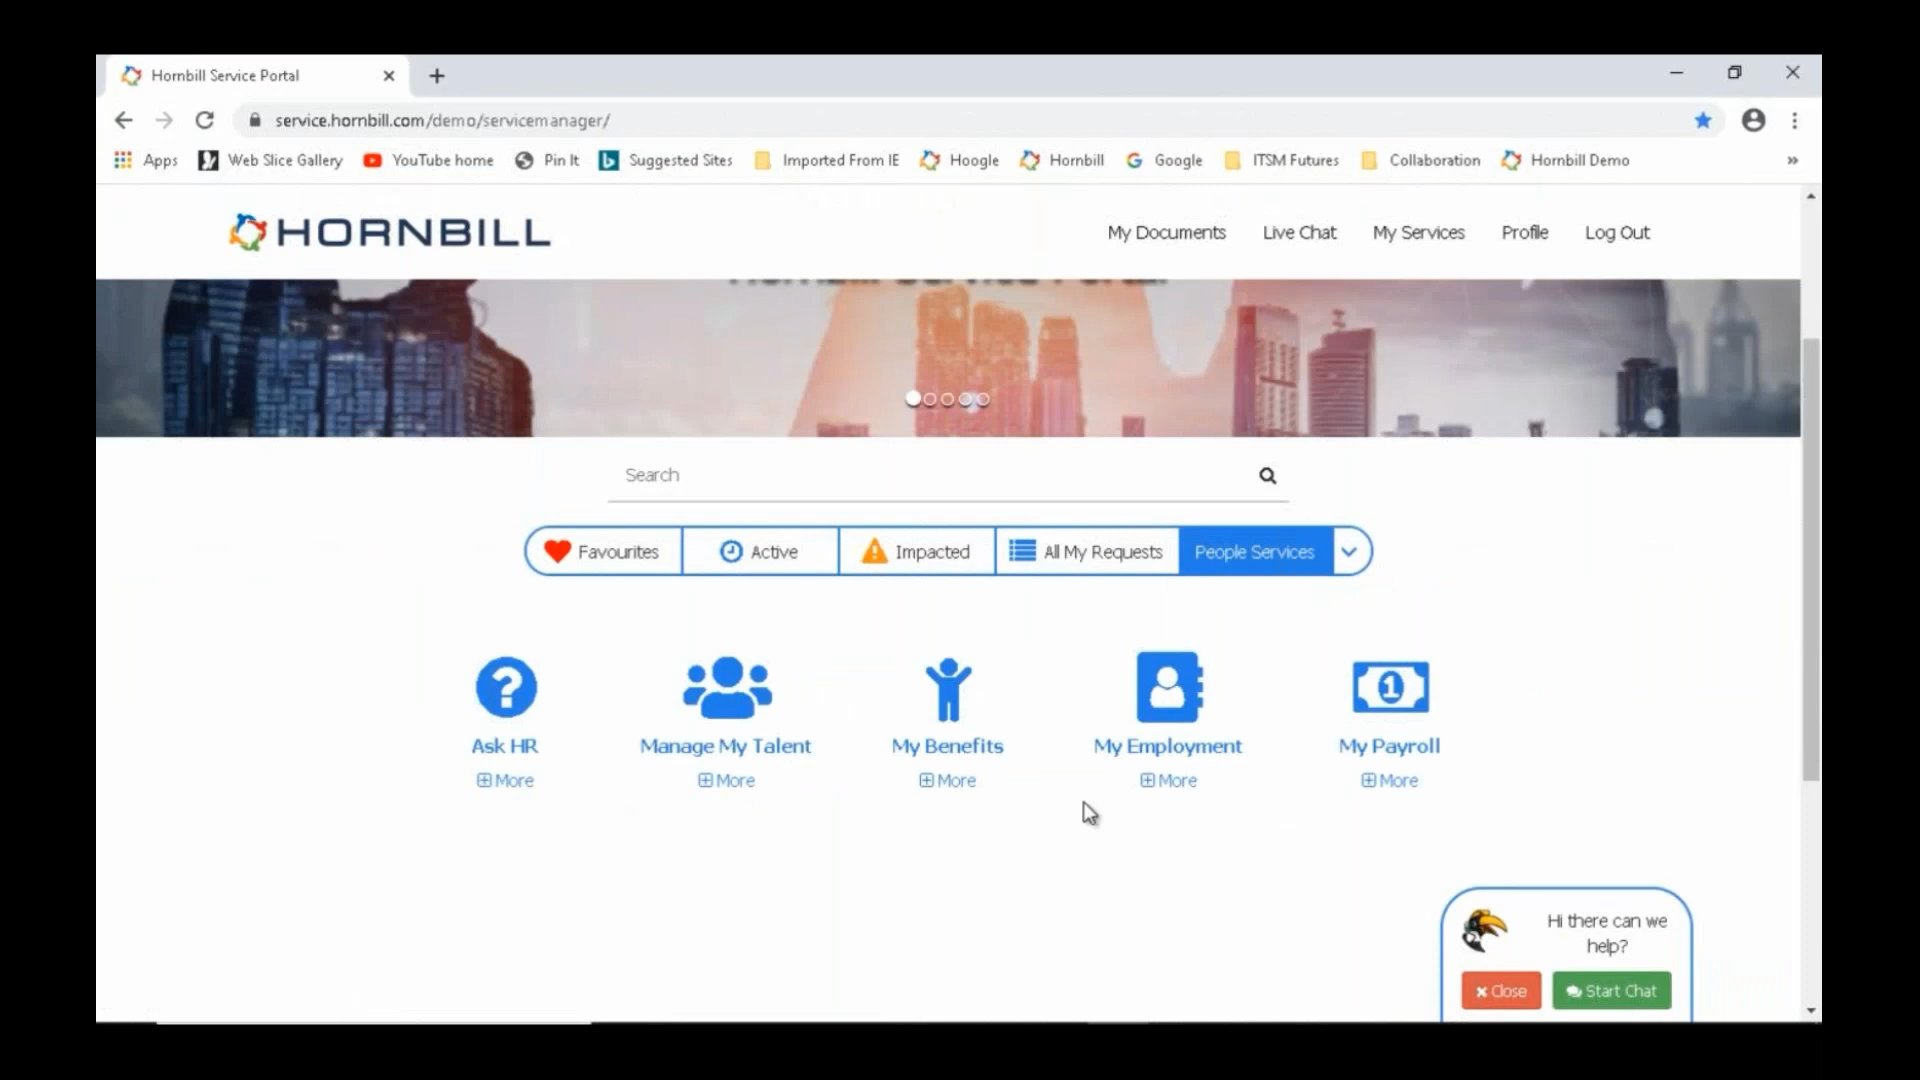 Hornbill Service Portal
service.hornbill.com/demo/servicemanager/
Apps Web Slice Gallery YouTube home Pin It Suggested Sites Imported From IE Hoogle Hornbill Google ITSM Futures Collaboration Hornbill Demo »
HORNBILL
My Documents Live Chat My Services Profile Log Out
Search
Favourites Active Impacted All My Requests People Services
Ask HR Manage My Talent My Benefits My Employment My Payroll
More More More More More
Hi there can we
help?
Close Start Chat